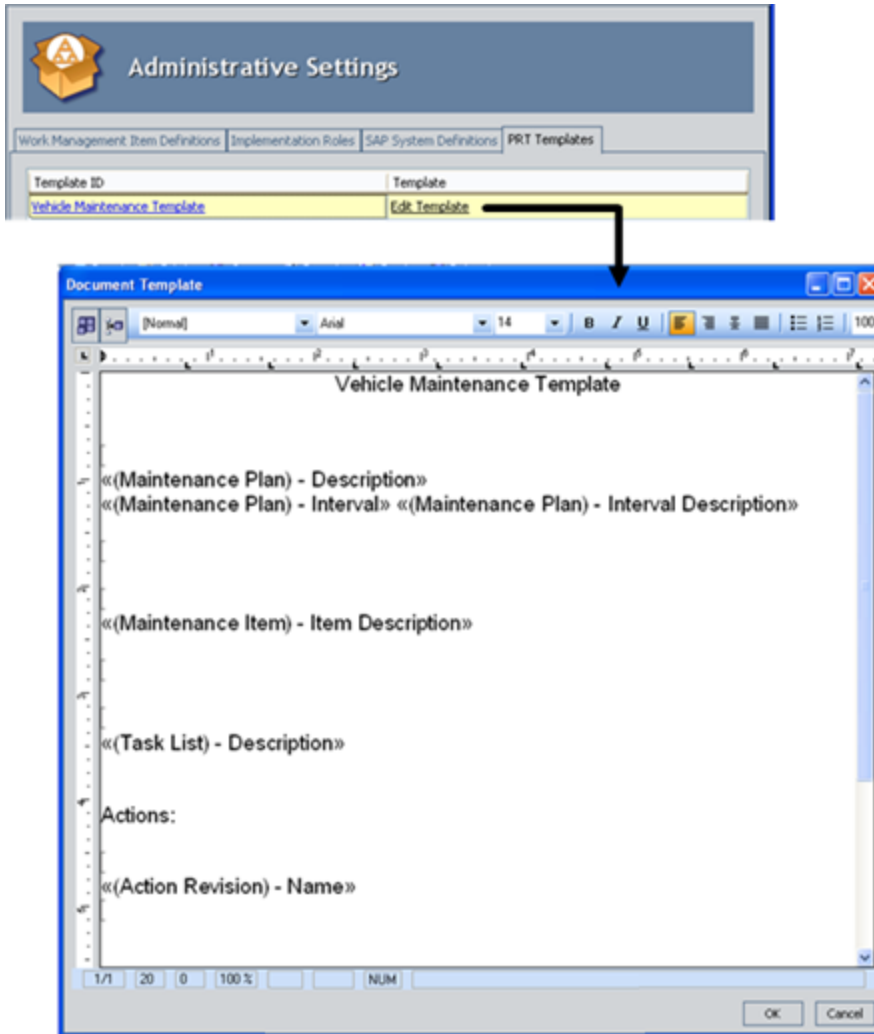 Administrative Settings
Work Management Item Definitions Implementation Roles SAP System Definitions PRT Templates
Template ID Template
Vehicle Maintenance Template Edit Template
Document Template
[Normal] Arial 14 B I U 100
Vehicle Maintenance Template
«(Maintenance Plan) - Description»
«(Maintenance Plan) - Interval» «(Maintenance Plan) - Interval Description»
«(Maintenance Item) - Item Description»
«(Task List) - Description»
Actions:
«(Action Revision) - Name»
1/1 20 0 100 % NUM
OK Cancel